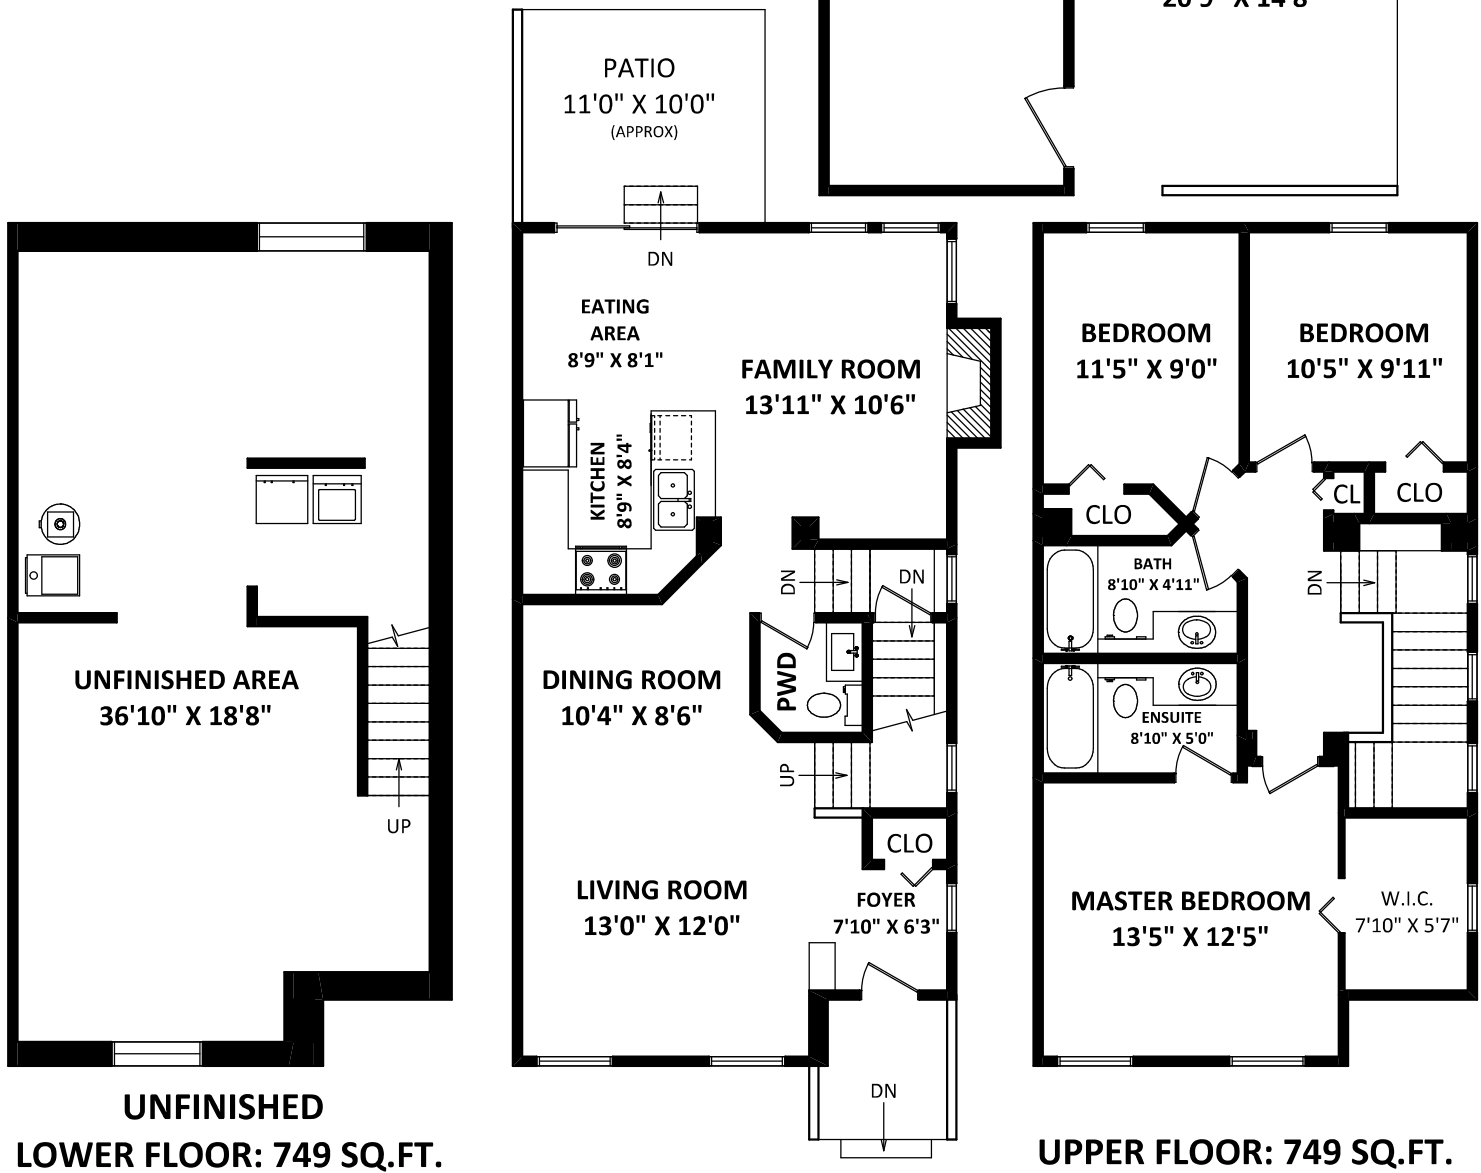 20'9" X 14'8"
PATIO
11'0" X 10'0"
(APPROX)
DN
EATING
AREA
8'9" X 8'1"
FAMILY ROOM
13'11" X 10'6"
KITCHEN
8'9" X 8'4"
DN
DN
DINING ROOM
10'4" X 8'6"
PWD
UP
CLO
LIVING ROOM
13'0" X 12'0"
FOYER
7'10" X 6'3"
DN
UNFINISHED AREA
36'10" X 18'8"
UP
UNFINISHED
LOWER FLOOR: 749 SQ.FT.
BEDROOM
11'5" X 9'0"
BEDROOM
10'5" X 9'11"
CLO
CL
CLO
BATH
8'10" X 4'11"
DN
ENSUITE
8'10" X 5'0"
MASTER BEDROOM
13'5" X 12'5"
W.I.C.
7'10" X 5'7"
UPPER FLOOR: 749 SQ.FT.